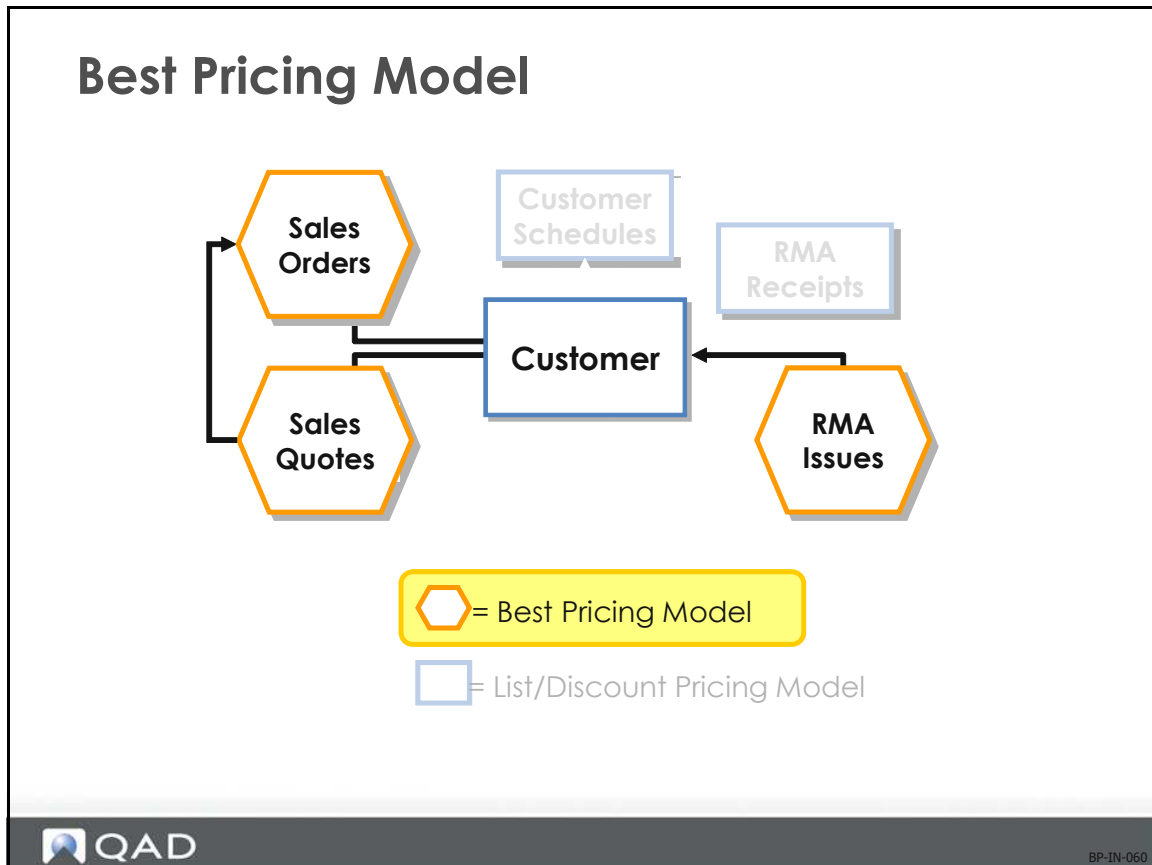 Best Pricing Model
Sales
Orders
Customer
Schedules
RMA
Receipts
Customer
Sales
Quotes
RMA
Issues
= Best Pricing Model
= List/Discount Pricing Model
QAD
BP-IN-060